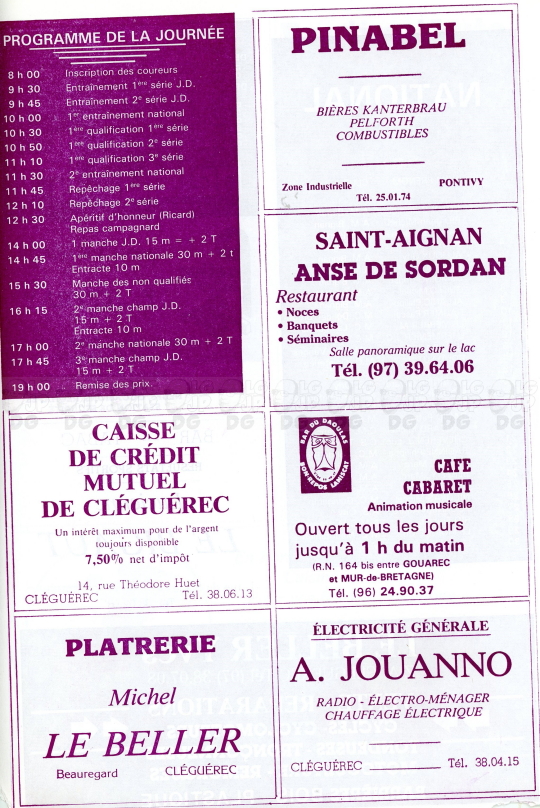 PROGRAMME DE LA JOURNÉE
8 h 00 Inscription des coureurs
9 h 30 Entraînement 1ère série J.D.
9 h 45 Entraînement 2e série J.D.
10 h 00 1er entraînement national
10 h 30 1ère qualification 1ère série
10 h 50 1ère qualification 2e série
11 h 10 1ère qualification 3e série
11 h 30 2e entraînement national
11 h 45 Repêchage 1ère série
12 h 10 Repêchage 2e série
12 h 30 Apéritif d'honneur (Ricard)
Repas campagnard
14 h 00 1 manche J.D. 15 m = + 2 T
14 h 45 1ère manche nationale 30 m + 2 t
Entracte 10 m
15 h 30 Manche des non qualifiés
30 m + 2 T
16 h 15 2e manche champ J.D.
15 m + 2 T
Entracte 10 m
17 h 00 2e manche nationale 30 m + 2 T
17 h 45 3e manche champ J.D.
15 m + 2 T
19 h 00 Remise des prix.
CAISSE
DE CRÉDIT
MUTUEL
DE CLÉGUÉREC
Un intérêt maximum pour de l'argent
toujours disponible
7,50% net d'impôt
14, rue Théodore Huet
CLÉGUÉREC Tél. 38.06.13
PLATRERIE
Michel
LE BELLER
Beauregard CLÉGUÉREC
PINABEL
BIÈRES KANTERBRAU
PELFORTH
COMBUSTIBLES
Zone Industrielle PONTIVY
Tél. 25.01.74
SAINT-AIGNAN
ANSE DE SORDAN
Restaurant
• Noces
• Banquets
• Séminaires
Salle panoramique sur le lac
Tél. (97) 39.64.06
BAR DU DAOULAS
BON-REPOS LANISCAT
CAFE
CABARET
Animation musicale
Ouvert tous les jours
jusqu'à 1 h du matin
(R.N. 164 bis entre GOUAREC
et MUR-de-BRETAGNE)
Tél. (96) 24.90.37
ÉLECTRICITÉ GÉNÉRALE
A. JOUANNO
RADIO - ÉLECTRO-MÉNAGER
CHAUFFAGE ÉLECTRIQUE
CLÉGUÉREC Tél. 38.04.15